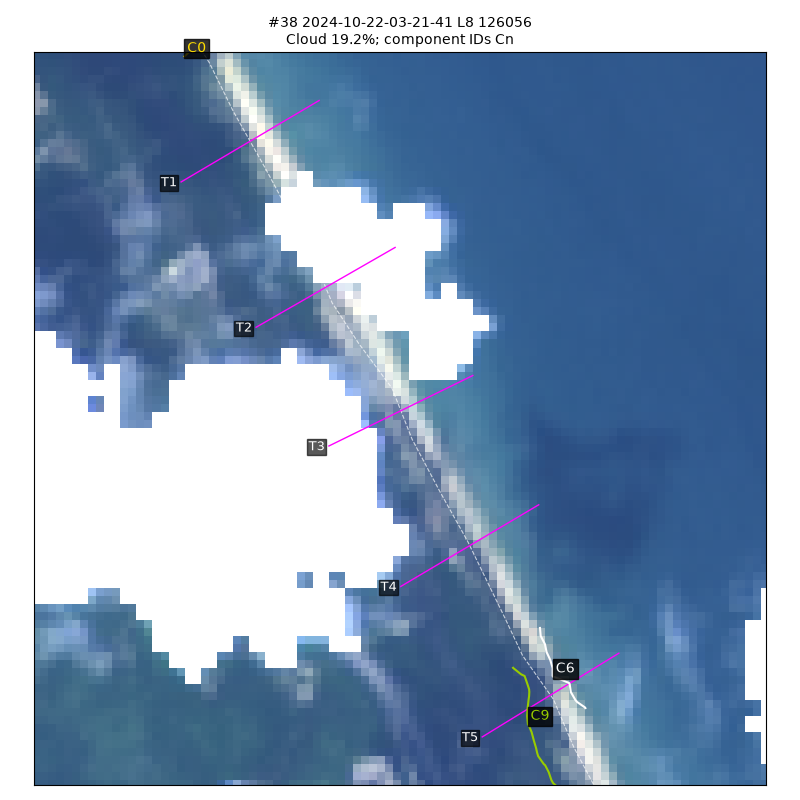 #38 2024-10-22-03-21-41 L8 126056
Cloud 19.2%; component IDs Cn
C0
T1
T2
T3
T4
C6
C9
T5